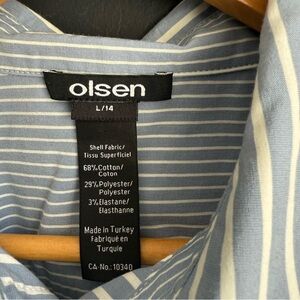 olsen
L/14
Shell Fabric/
Tissu Superficiel
68%Cotton/
Coton
29%Polyester/
Polyester
3%Elastane/
Elasthanne
Made in Turkey
Fabriqué en
Turquie
CA-No.:10340